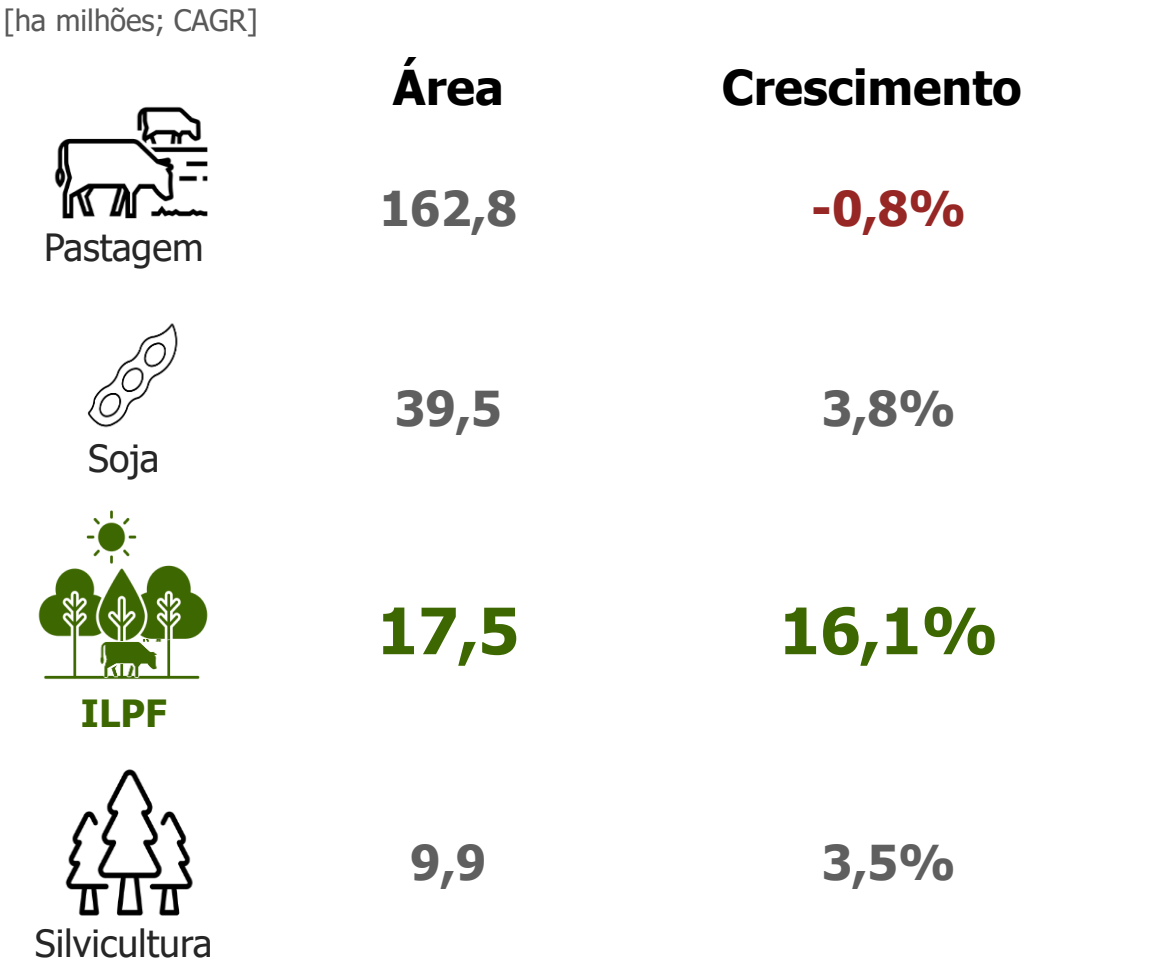 [ha milhões; CAGR]
Área Crescimento
162,8 -0,8%
Pastagem
39,5 3,8%
Soja
17,5 16,1%
ILPF
9,9 3,5%
Silvicultura